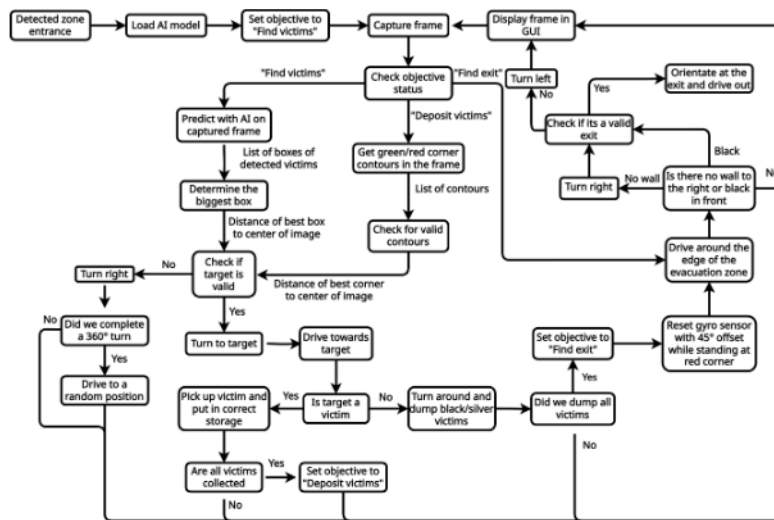 Detected zone
entrance
Load AI model
Set objective to
"Find victims"
Capture frame
Display frame in
GUI
"Find victims"
Check objective
status
"Find exit"
Turn left
Yes
Orientate at the
exit and drive out
No
Predict with AI on
captured frame
"Deposit victims"
Check if its a valid
exit
List of boxes of
detected victims
Get green/red corner
contours in the frame
Black
Determine the
biggest box
List of contours
Turn right
No wall
Is there no wall to
the right or black in
front
No
Distance of best box
to center of image
Check for valid
contours
Turn right
No
Check if
target is
valid
Distance of best corner
to center of image
Drive around the
edge of the
evacuation zone
No
Did we complete
a 360° turn
Yes
Turn to target
Drive towards
target
Set objective to
"Find exit"
Reset gyro sensor
with 45° offset
while standing at
red corner
Yes
Drive to a
random position
Pick up victim and
put in correct
storage
Yes
Is target a
victim
No
Turn around and
dump black/silver
victims
Yes
Did we dump all
victims
Are all victims
collected
Yes
Set objective to
"Deposit victims"
No
No